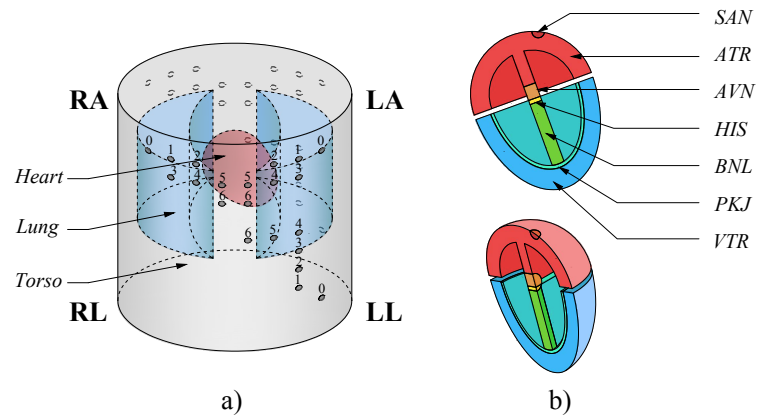 RA
LA
0
1
2
3
4
5
6
5
6
2
4
1
3
0
Heart
Lung
Torso
6
5
4
3
2
1
0
RL
LL
a)
SAN
ATR
AVN
HIS
BNL
PKJ
VTR
b)